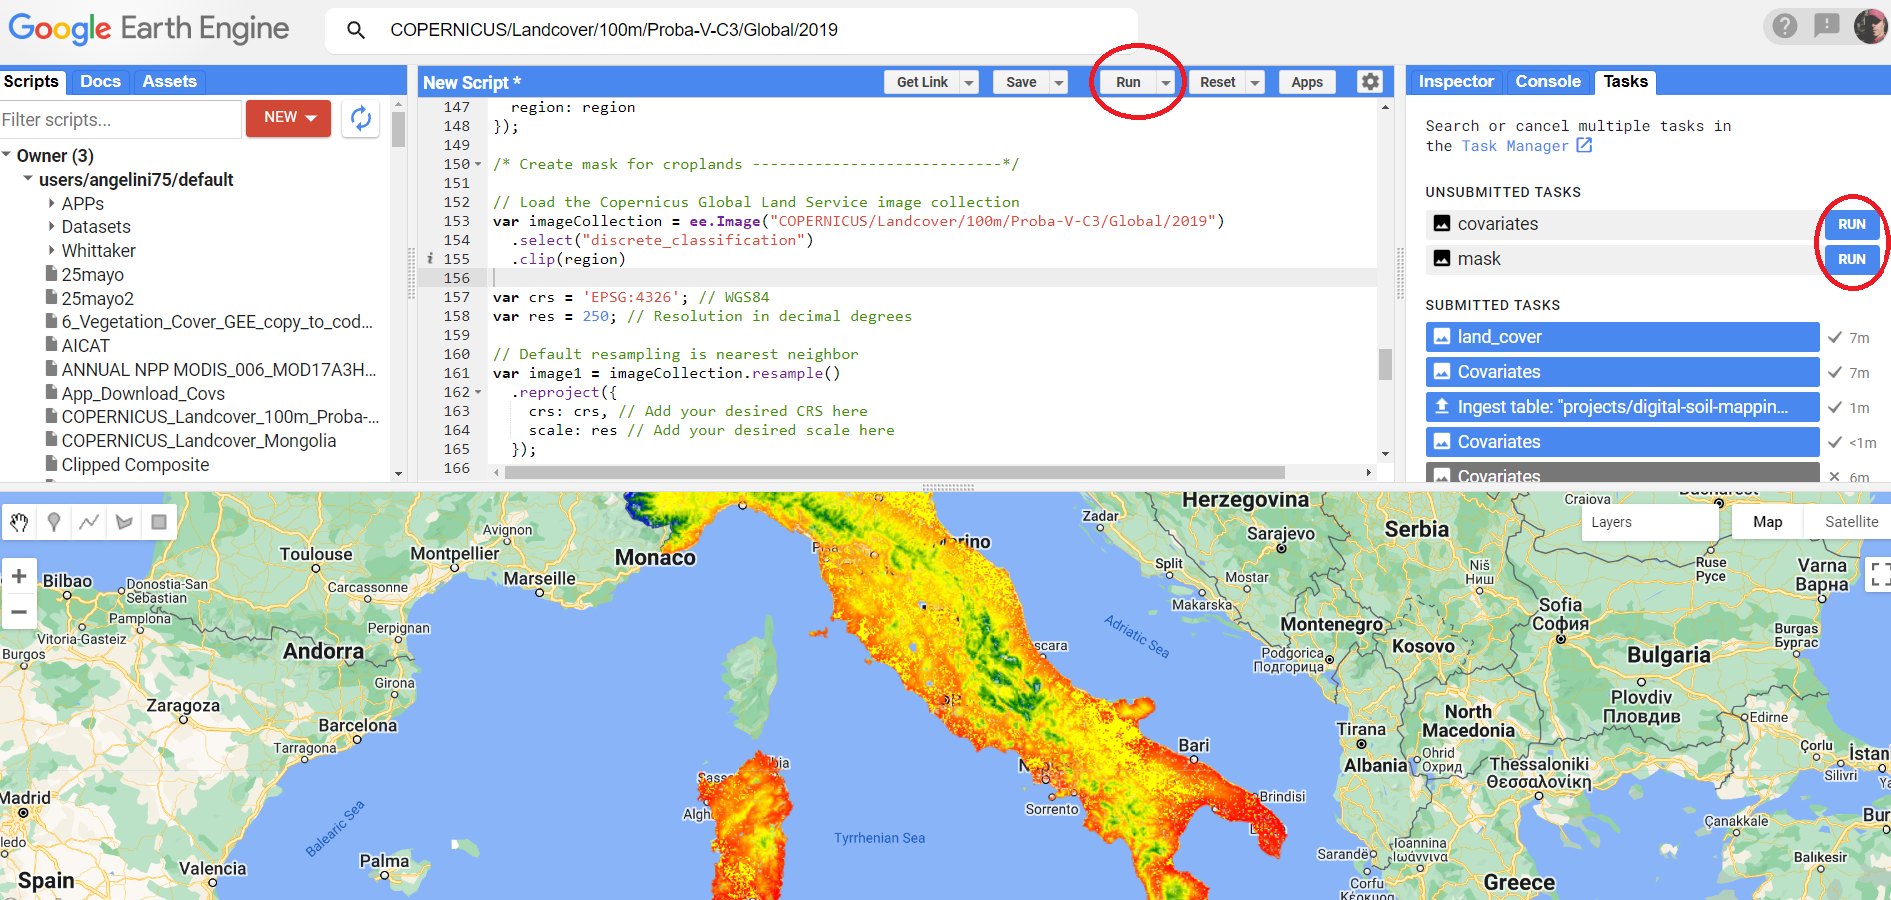 Google Earth Engine
COPERNICUS/Landcover/100m/Proba-V-C3/Global/2019
Scripts Docs Assets
Filter scripts...
NEW
Owner (3)
users/angelini75/default
APPs
Datasets
Whittaker
25mayo
25mayo2
6_Vegetation_Cover_GEE_copy_to_cod...
AICAT
ANNUAL NPP MODIS_006_MOD17A3H...
App_Download_Covs
COPERNICUS_Landcover_100m_Proba-...
COPERNICUS_Landcover_Mongolia
Clipped Composite
New Script *
Get Link Save Run Reset Apps
147 region: region
148 });
149
150 /* Create mask for croplands ----------------------------*/
151
152 // Load the Copernicus Global Land Service image collection
153 var imageCollection = ee.Image("COPERNICUS/Landcover/100m/Proba-V-C3/Global/2019")
154 .select("discrete_classification")
i 155 .clip(region)
156
157 var crs = 'EPSG:4326'; // WGS84
158 var res = 250; // Resolution in decimal degrees
159
160 // Default resampling is nearest neighbor
161 var image1 = imageCollection.resample()
162 .reproject({
163 crs: crs, // Add your desired CRS here
164 scale: res // Add your desired scale here
165 });
166
Inspector Console Tasks
Search or cancel multiple tasks in
the Task Manager
UNSUBMITTED TASKS
covariates RUN
mask RUN
SUBMITTED TASKS
land_cover 7m
Covariates 7m
Ingest table: "projects/digital-soil-mappin... 1m
Covariates <1m
Covariates 6m
Layers
Map Satellite
Herzegovina
Craiova
Zadar
Sarajevo
Serbia
Avignon
Toulouse
Montpellier
Monaco
Marseille
Bilbao
Donostia-San
Sebastián
Carcassonne
Pamplona
Perpignan
Vitoria-Gasteiz
Burgos
Andorra
Girona
Zaragoza
Barcelona
Tarragona
Madrid
Balearic Sea
Palma
Valencia
Spain
Tyrrhenian Sea
Sorrento
Bari
Brindisi
Adriatic Sea
Split
Mostar
Makarska
Niš
Ниш
Ruse
Русе
Varna
Варна
Sofia
София
Montenegro
Kosovo
Podgorica
Подгорица
Burgas
Бургас
Bulgaria
Plovdiv
Пловдив
Edirne
North
Macedonia
Tirana
Ohrid
Охрид
Albania
Thessaloniki
Θεσσαλονίκη
Çorlu
İstan
Silivri
Çanakkale
Bur
Ioannina
Ιωάννινα
Sarandë
Balıkesir
Corfu
Κέρκυρα
Greece